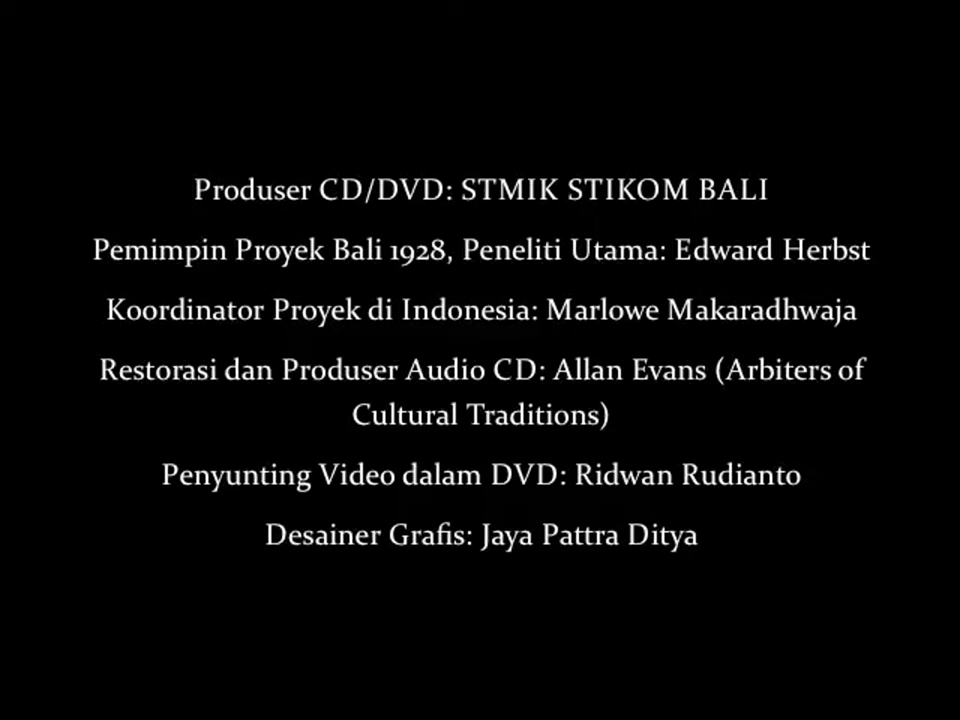 Produser CD/DVD: STMIK STIKOM BALI
Pemimpin Proyek Bali 1928, Peneliti Utama: Edward Herbst
Koordinator Proyek di Indonesia: Marlowe Makaradhwaja
Restorasi dan Produser Audio CD: Allan Evans (Arbiters of
Cultural Traditions)
Penyunting Video dalam DVD: Ridwan Rudianto
Desainer Grafis: Jaya Pattra Ditya